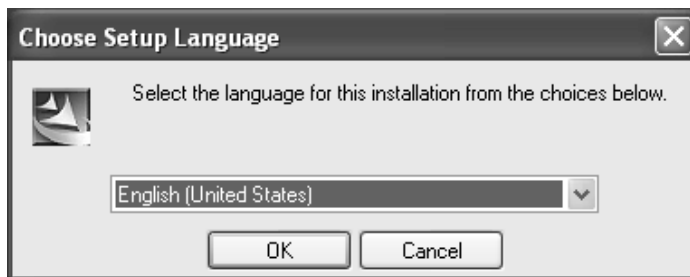 Choose Setup Language
Select the language for this installation from the choices below.
English (United States)
OK
Cancel